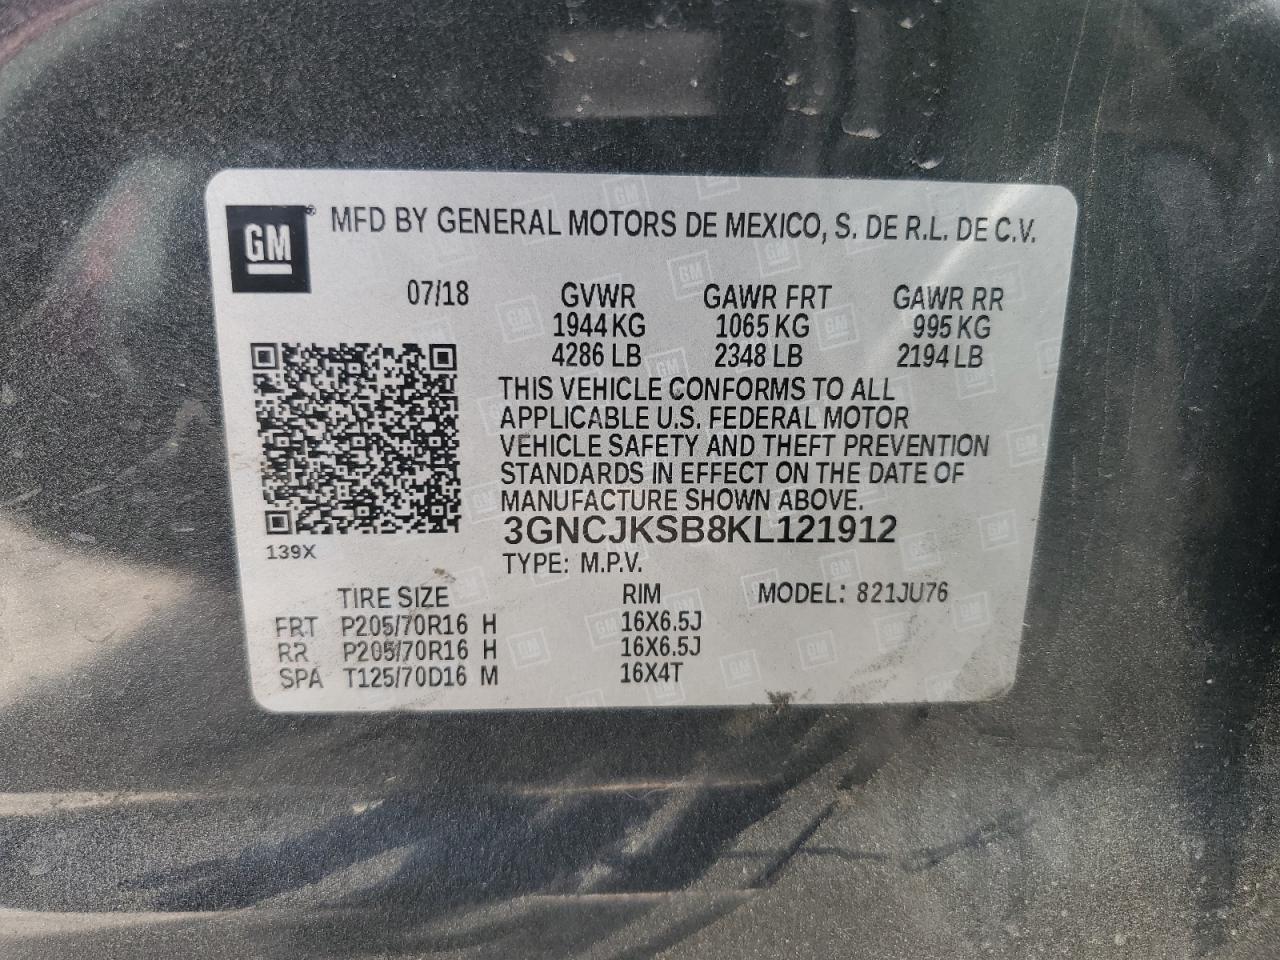 GM ® MFD BY GENERAL MOTORS DE MEXICO, S. DE R.L. DE C.V.
07/18 GVWR GAWR FRT GAWR RR
1944 KG 1065 KG 995 KG
4286 LB 2348 LB 2194 LB
THIS VEHICLE CONFORMS TO ALL
APPLICABLE U.S. FEDERAL MOTOR
VEHICLE SAFETY AND THEFT PREVENTION
STANDARDS IN EFFECT ON THE DATE OF
MANUFACTURE SHOWN ABOVE.
3GNCJKSB8KL121912
139X
TYPE: M.P.V.
TIRE SIZE RIM MODEL: 821JU76
FRT P205/70R16 H 16X6.5J
RR P205/70R16 H 16X6.5J
SPA T125/70D16 M 16X4T